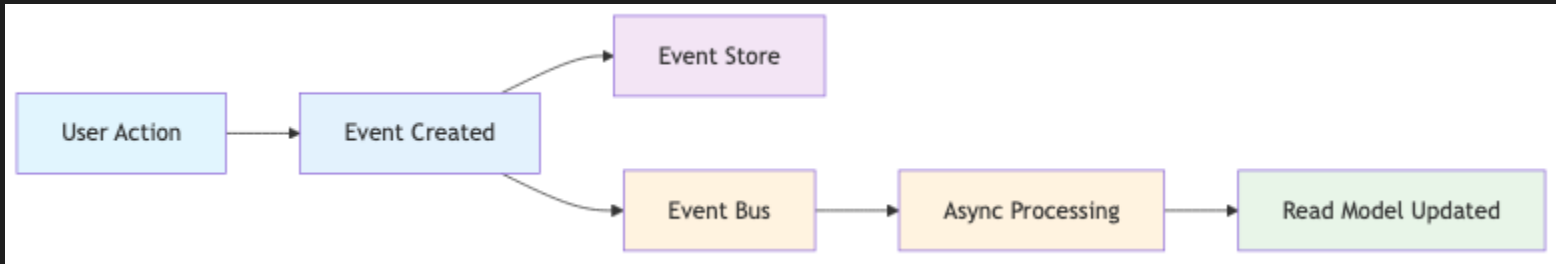 User Action
Event Created
Event Store
Event Bus
Async Processing
Read Model Updated